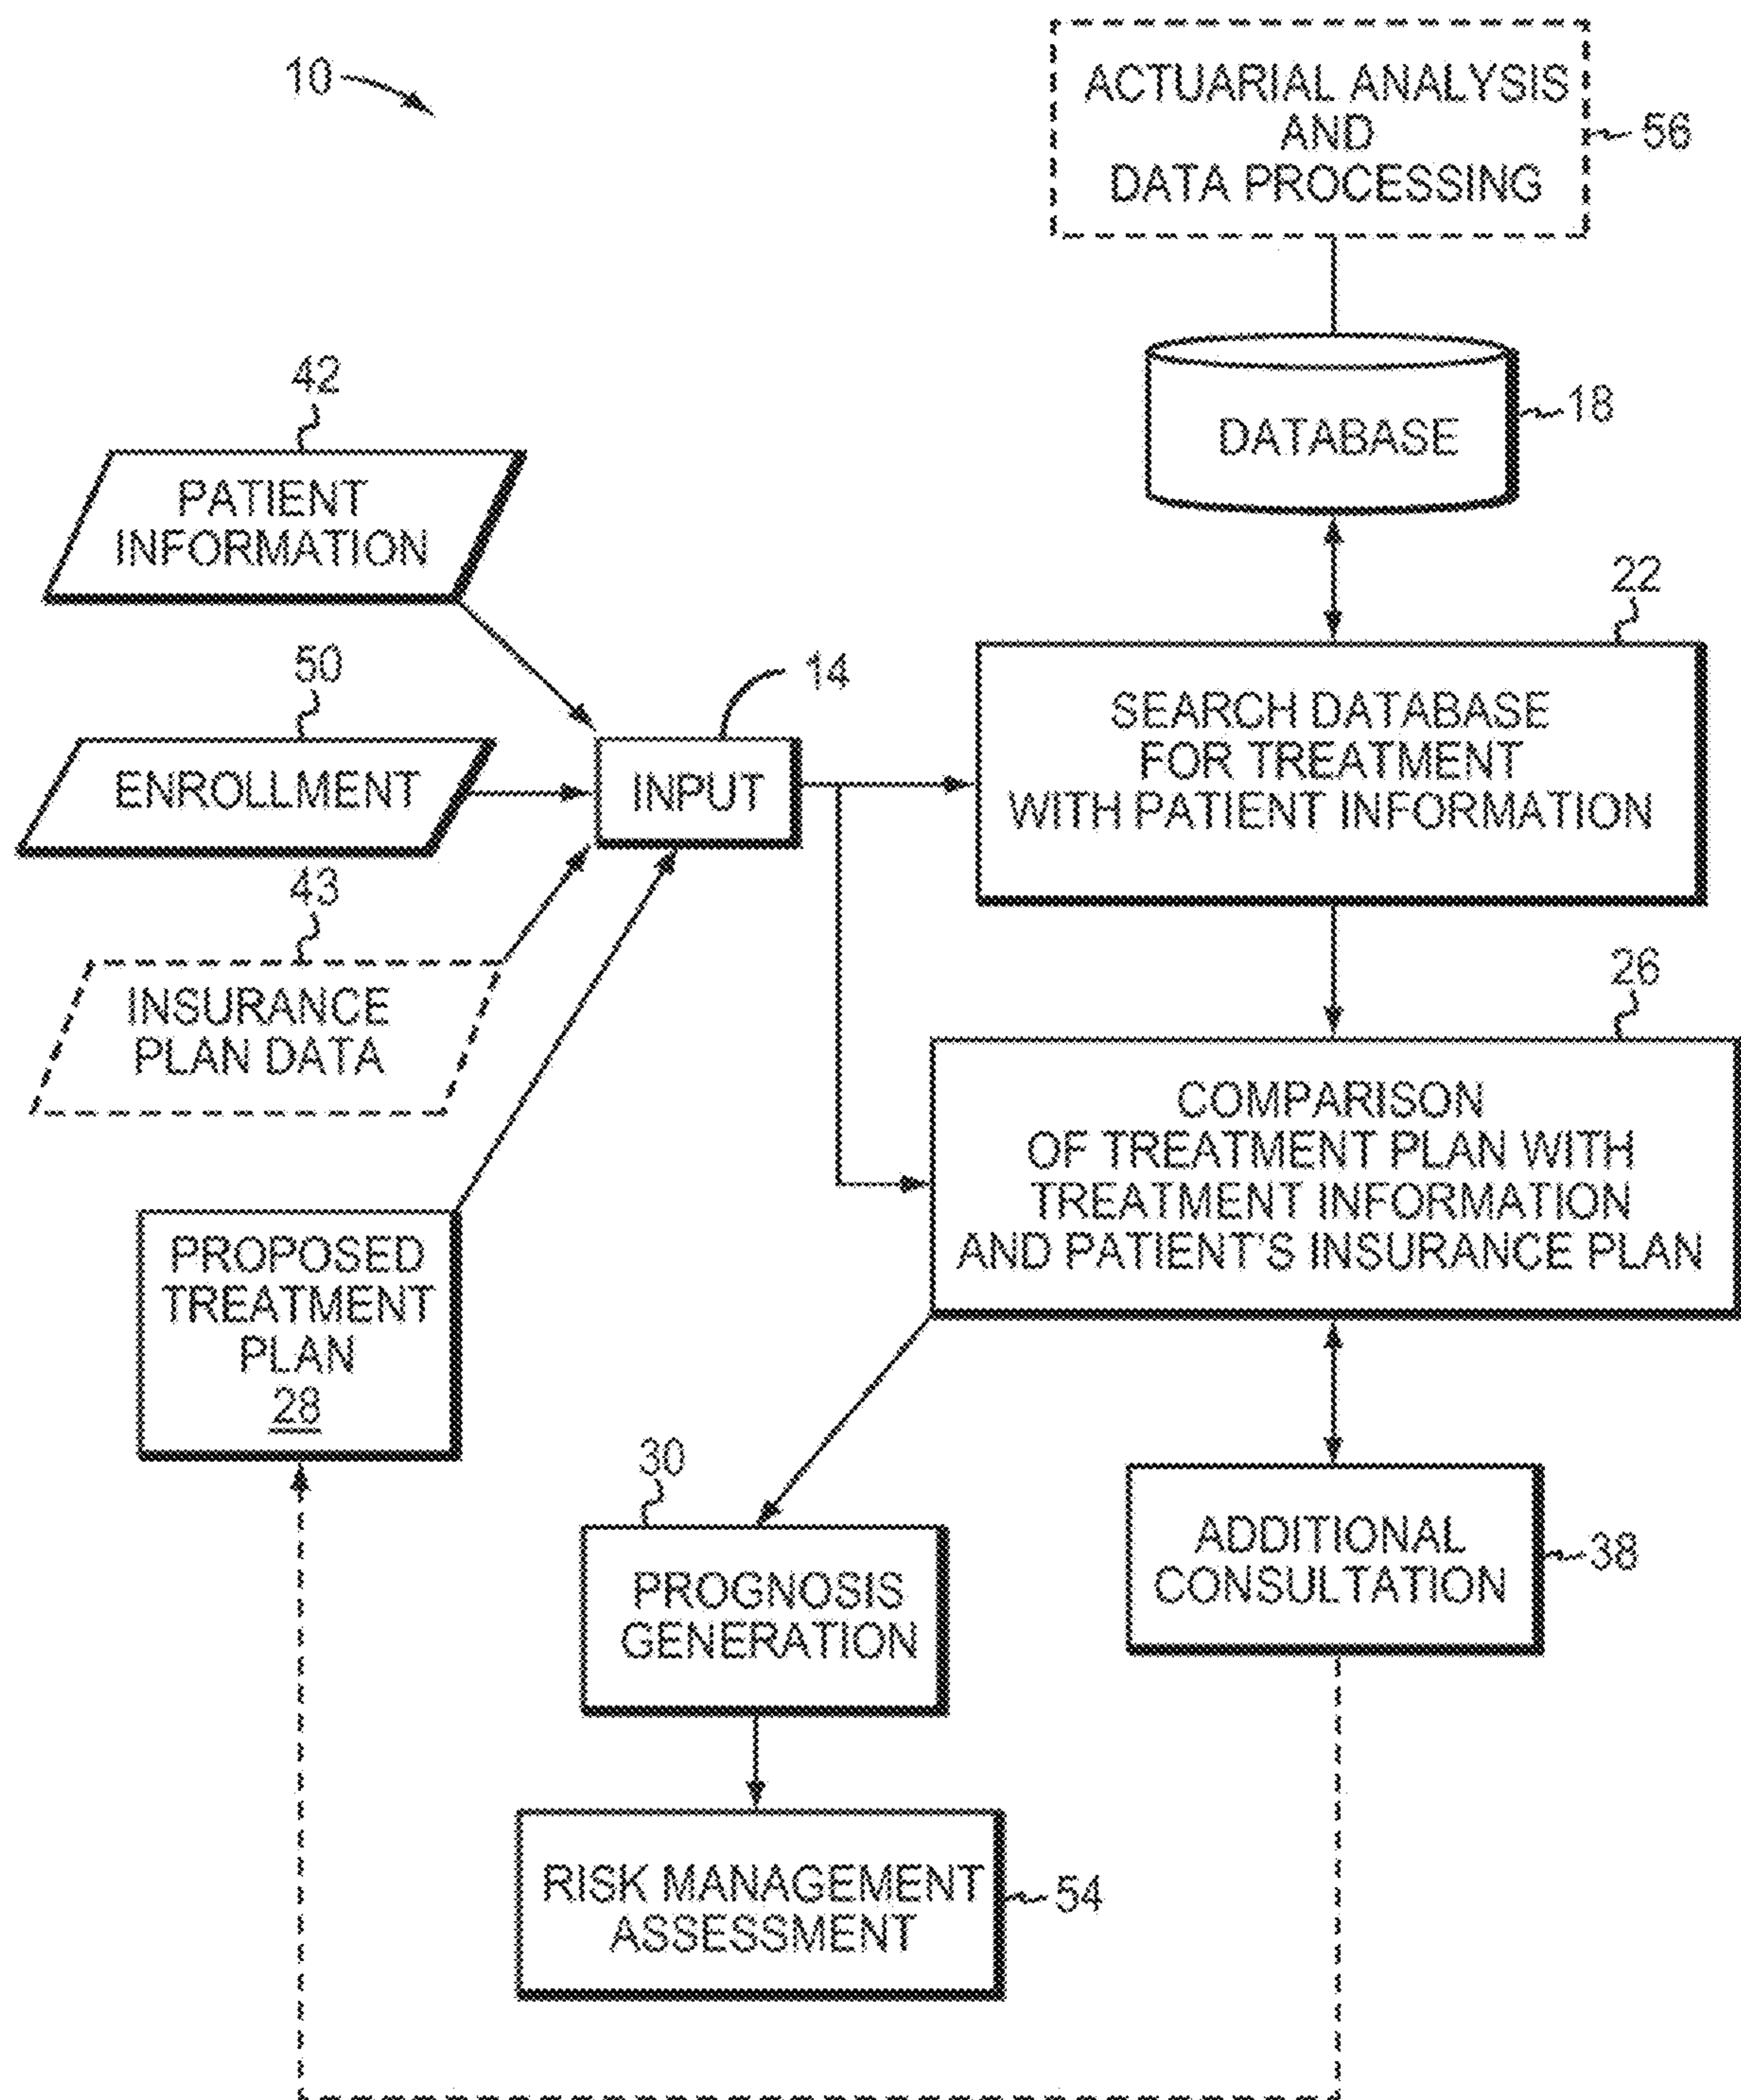 10
ACTUARIAL ANALYSIS
AND
DATA PROCESSING
56
DATABASE
18
42
PATIENT
INFORMATION
50
ENROLLMENT
43
INSURANCE
PLAN DATA
14
INPUT
22
SEARCH DATABASE
FOR TREATMENT
WITH PATIENT INFORMATION
26
COMPARISON
OF TREATMENT PLAN WITH
TREATMENT INFORMATION
AND PATIENT'S INSURANCE PLAN
PROPOSED
TREATMENT
PLAN
28
30
PROGNOSIS
GENERATION
ADDITIONAL
CONSULTATION
38
RISK MANAGEMENT
ASSESSMENT
54